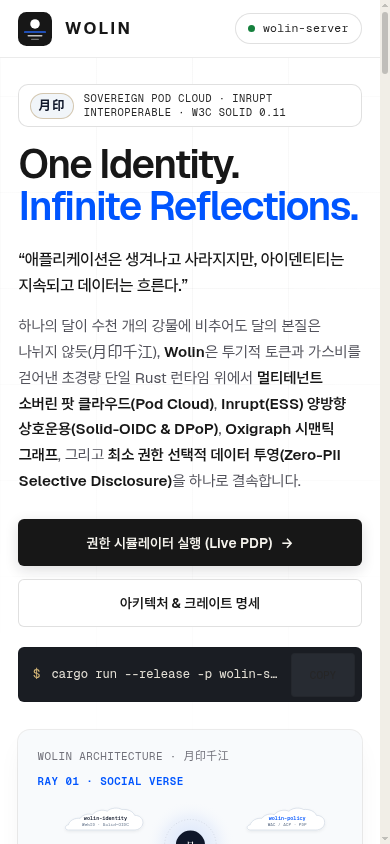 WOLIN
wolin-server
月印
SOVEREIGN POD CLOUD · INRUPT
INTEROPERABLE · W3C SOLID 0.11
One Identity.
Infinite Reflections.
“애플리케이션은 생겨나고 사라지지만, 아이덴티티는
지속되고 데이터는 흐른다.”
하나의 달이 수천 개의 강물에 비추어도 달의 본질은
나뉘지 않듯(月印千江), Wolin은 투기적 토큰과 가스비를
걷어낸 초경량 단일 Rust 런타임 위에서 멀티테넌트
소버린 팟 클라우드(Pod Cloud), Inrupt(ESS) 양방향
상호운용(Solid-OIDC & DPoP), Oxigraph 시맨틱
그래프, 그리고 최소 권한 선택적 데이터 투영(Zero-PII
Selective Disclosure)을 하나로 결속합니다.
권한 시뮬레이터 실행 (Live PDP) →
아키텍처 & 크레이트 명세
$ cargo run --release -p wolin-s…
WOLIN ARCHITECTURE · 月印千江
RAY 01 · SOCIAL VERSE
wolin-identity
wolin-policy